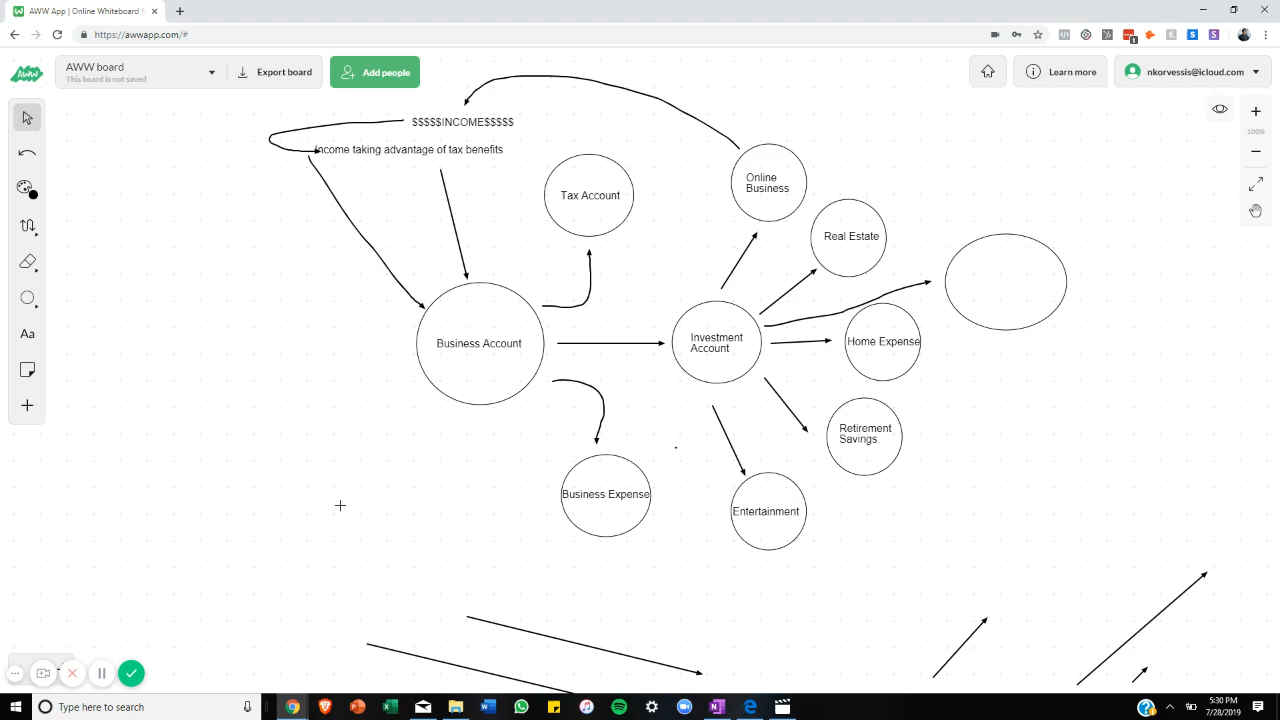 AWW App | Online Whiteboard f
https://awwapp.com/#
AWW
AWW board
This board is not saved
Export board
Add people
Learn more
nkorvessis@icloud.com
100%
$$$$$INCOME$$$$$
Income taking advantage of tax benefits
Tax Account
Online
Business
Real Estate
Business Account
Investment
Account
Home Expense
Retirement
Savings
Business Expense
Entertainment
Aa
Type here to search
5:30 PM
7/28/2019